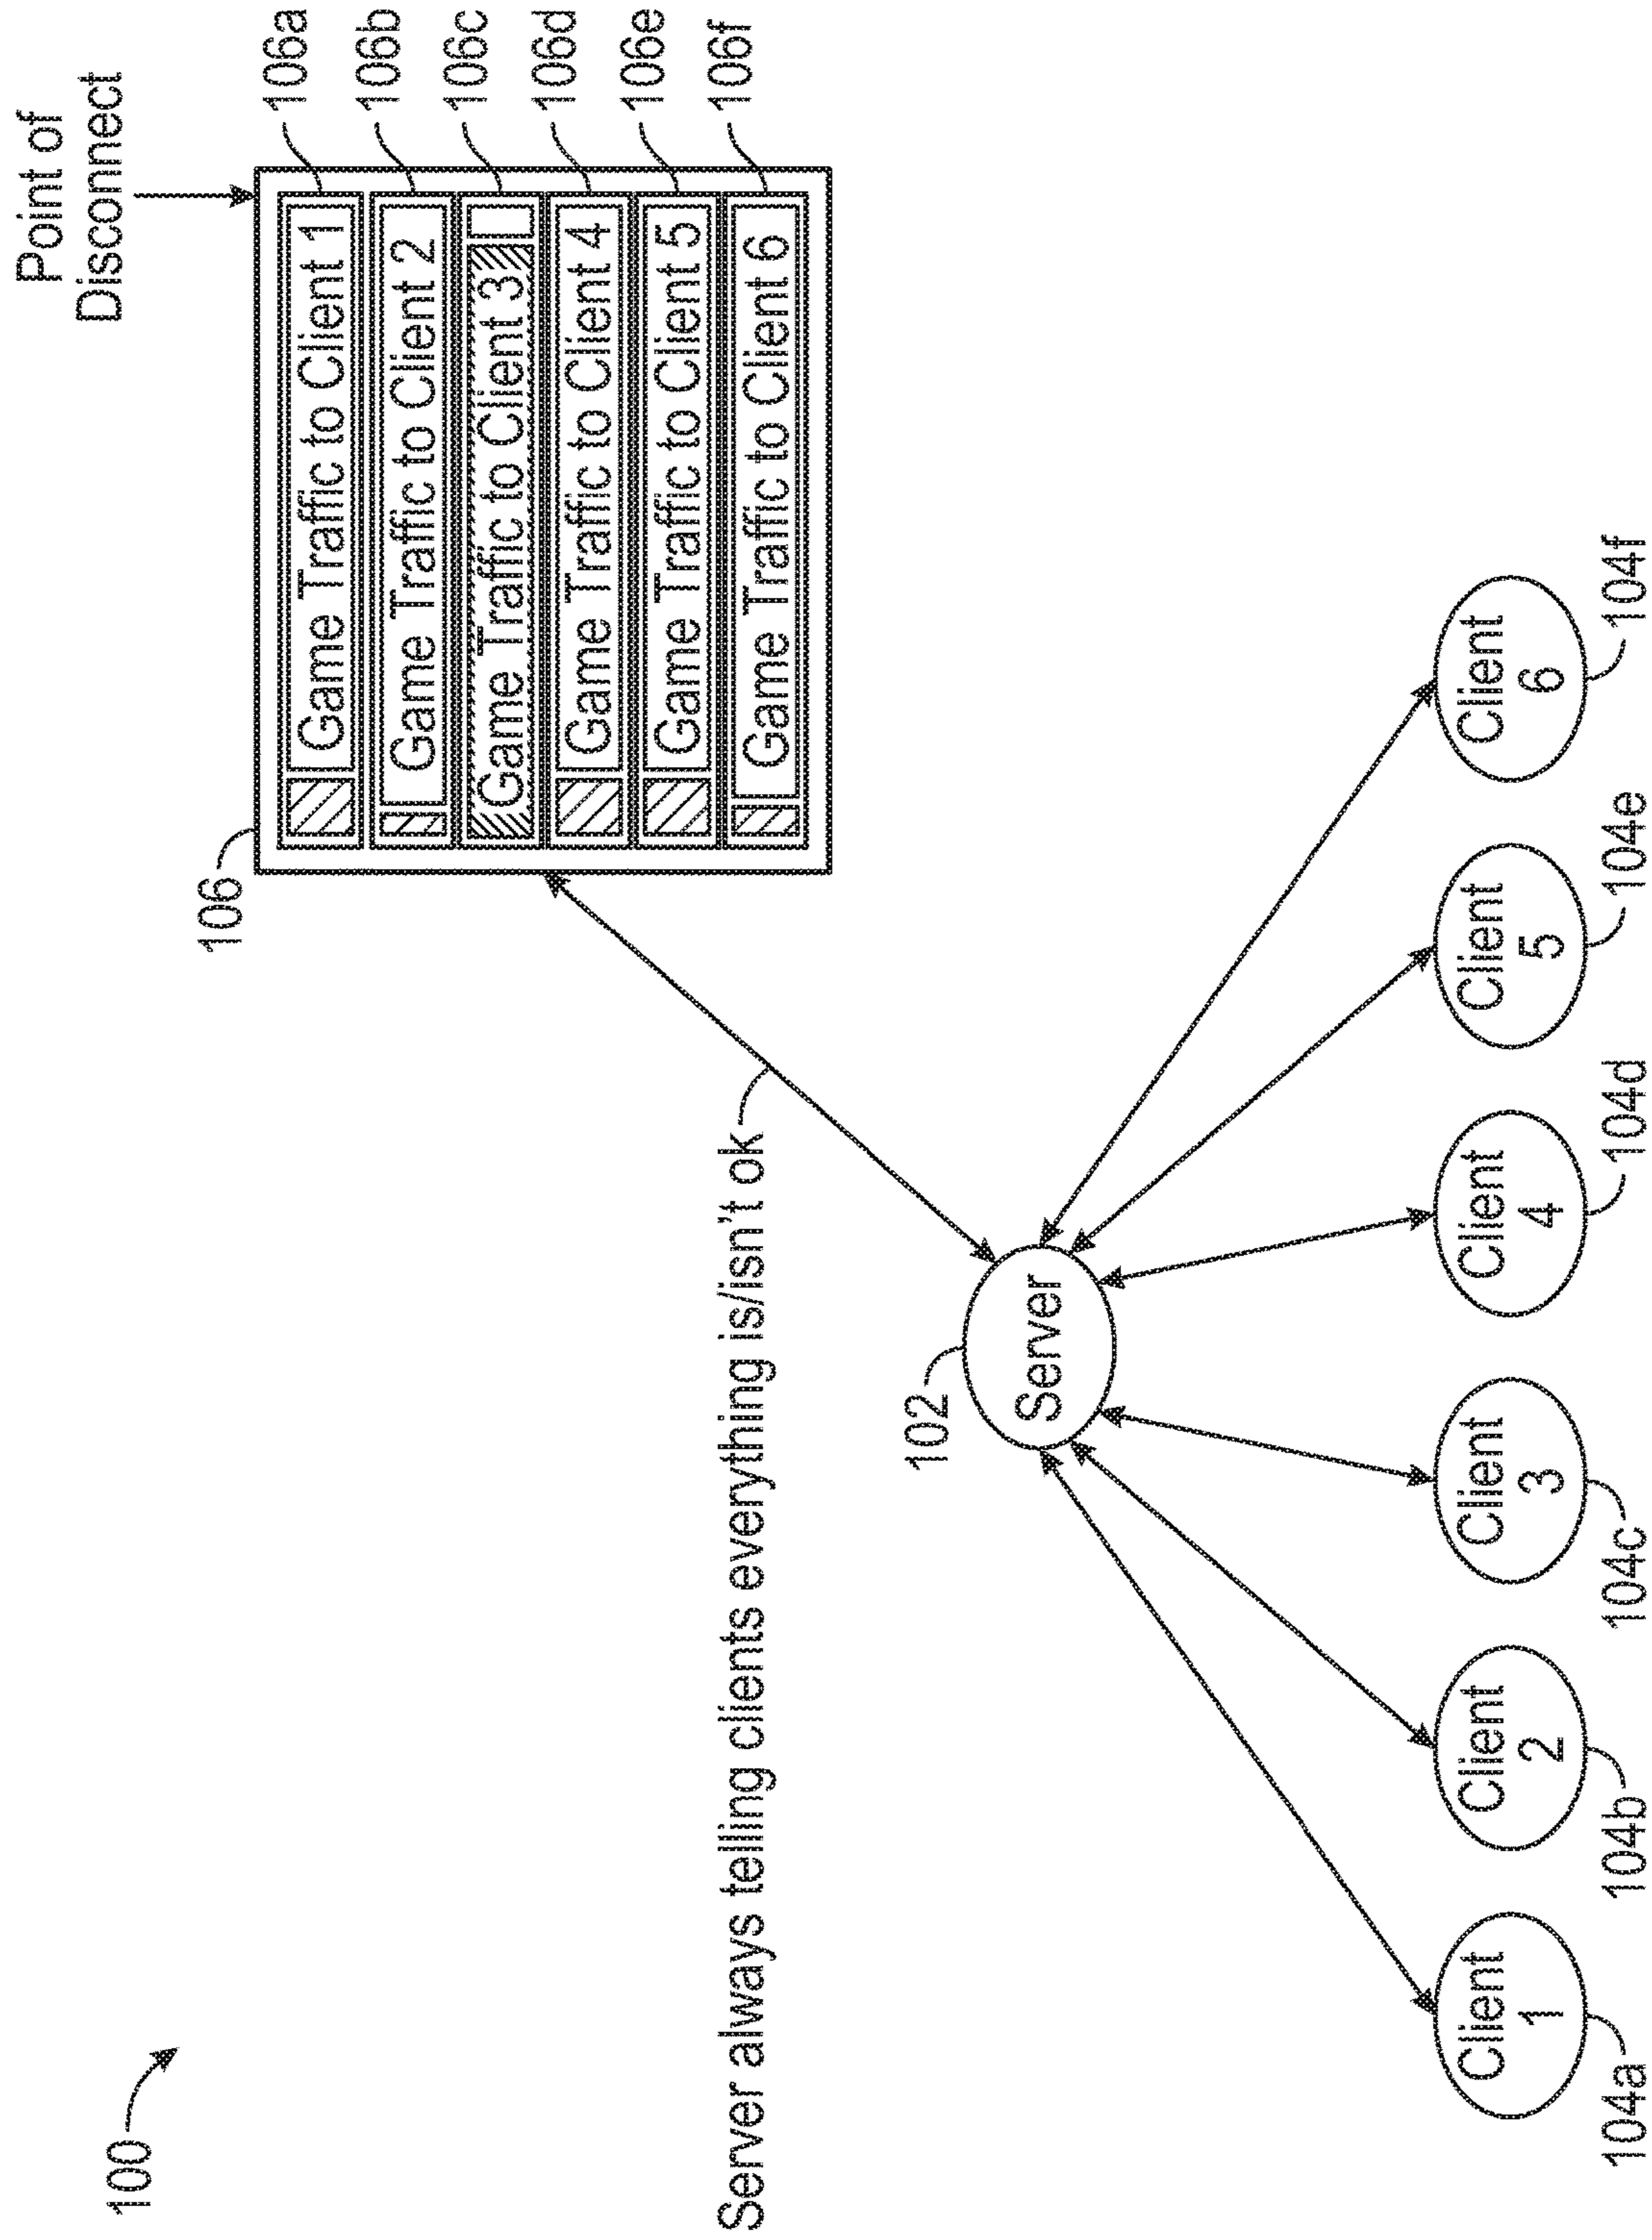 100
Point of
Disconnect
106
Game Traffic to Client 1
106a
Game Traffic to Client 2
106b
Game Traffic to Client 3
106c
Game Traffic to Client 4
106d
Game Traffic to Client 5
106e
Game Traffic to Client 6
106f
Server always telling clients everything is/isn't ok
102
Server
Client
1
Client
2
Client
3
Client
4
Client
5
Client
6
104a
104b
104c
104d
104e
104f